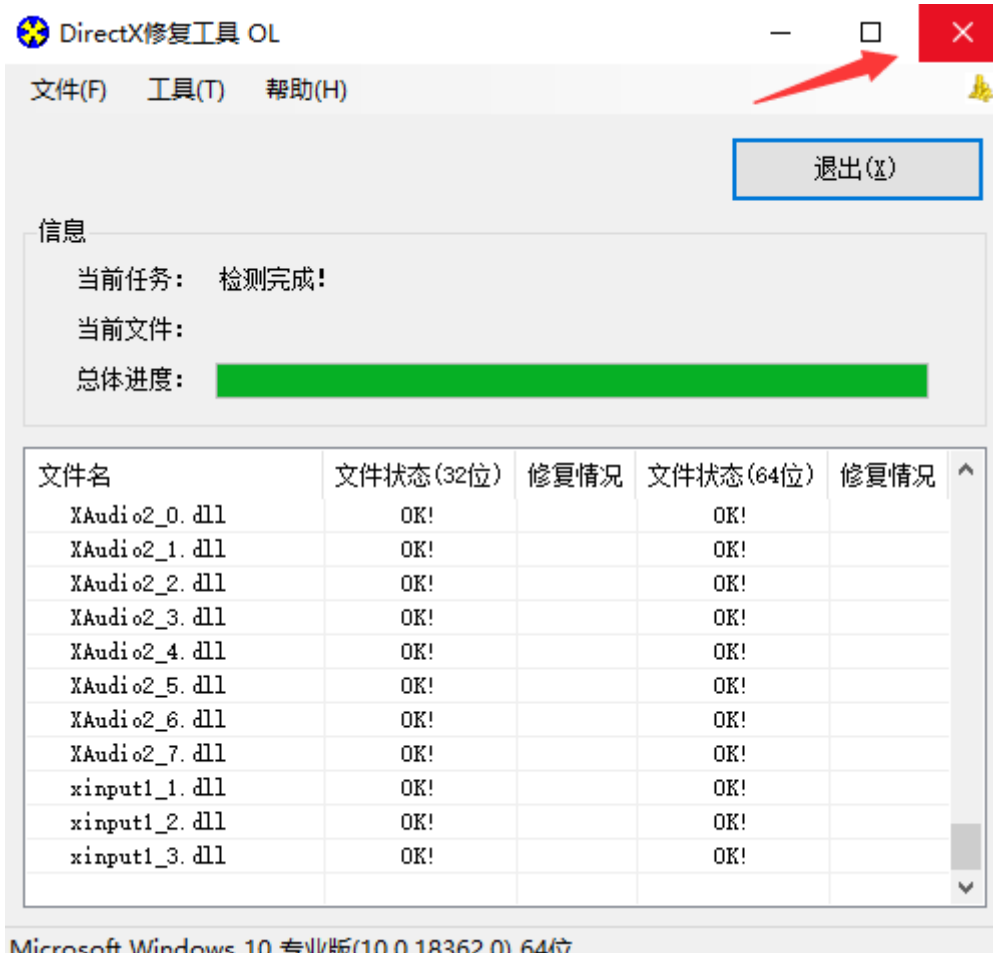 DirectX修复工具 OL
文件(F) 工具(T) 帮助(H)
退出(X)
信息
当前任务： 检测完成！
当前文件：
总体进度：
文件名 文件状态(32位) 修复情况 文件状态(64位) 修复情况
XAudio2_0.dll OK! OK!
XAudio2_1.dll OK! OK!
XAudio2_2.dll OK! OK!
XAudio2_3.dll OK! OK!
XAudio2_4.dll OK! OK!
XAudio2_5.dll OK! OK!
XAudio2_6.dll OK! OK!
XAudio2_7.dll OK! OK!
xinput1_1.dll OK! OK!
xinput1_2.dll OK! OK!
xinput1_3.dll OK! OK!
Microsoft Windows 10 专业版(10.0.18362.0) 64位